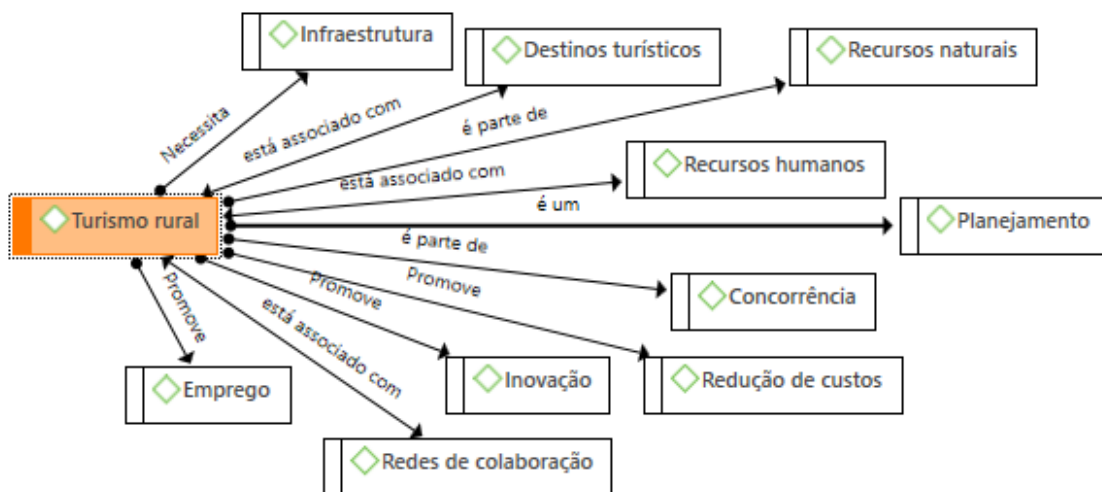 Infraestrutura
Destinos turísticos
Recursos naturais
Necessita
está associado com
é parte de
Recursos humanos
está associado com
é um
Turismo rural
Planejamento
é parte de
Promove
Concorrência
Promove
Promove
está associado com
Emprego
Inovação
Redução de custos
Redes de colaboração